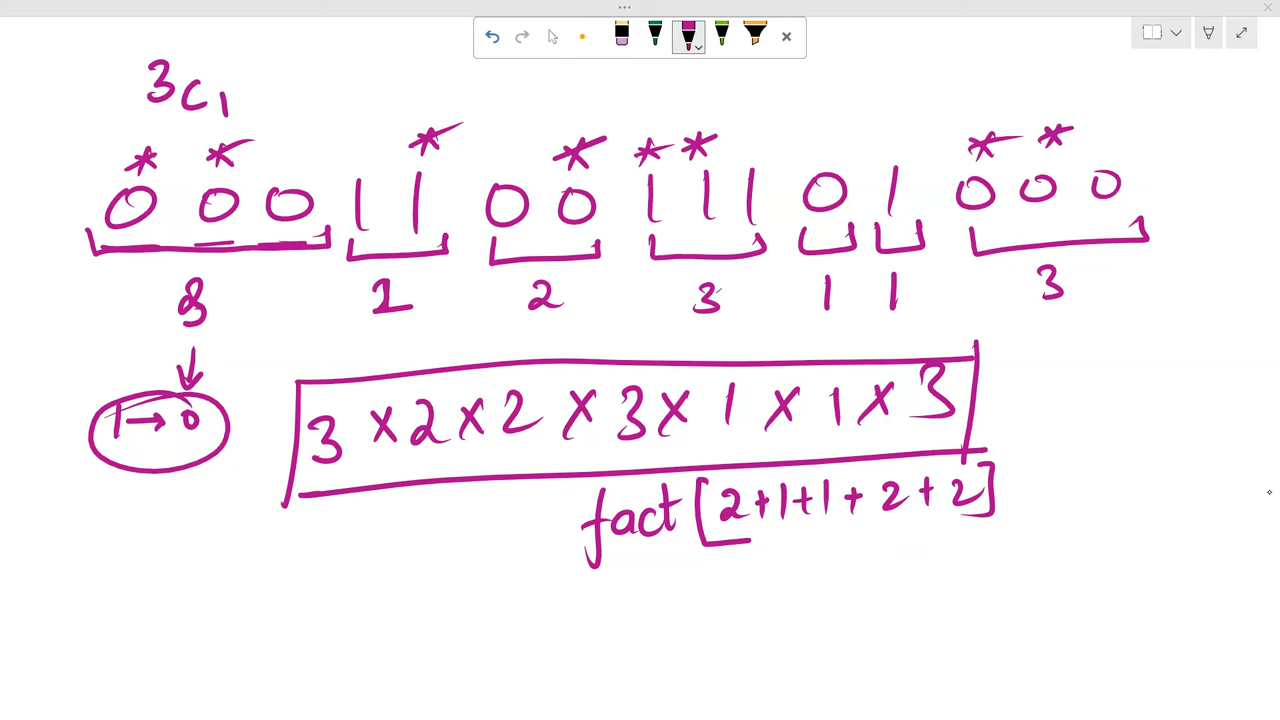 3C1
* * * * * * * *
0 0 0 1 1 0 0 1 1 1 0 1 0 0 0
3 1 2 3 1 1 3
1 → 0
3 × 2 × 2 × 3 × 1 × 1 × 3
fact [2+1+1+2+2]